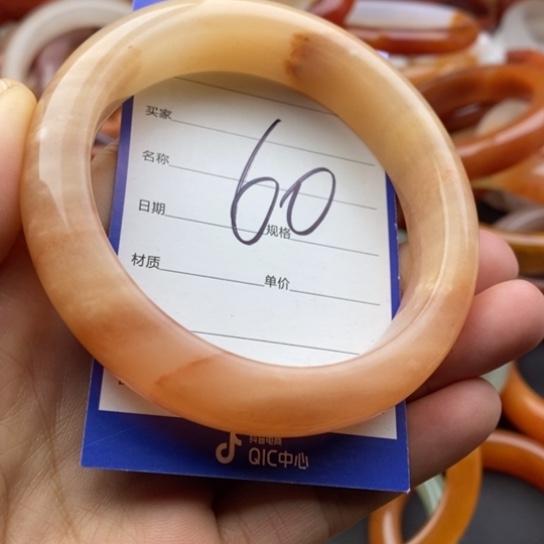 买家
名称
60
日期 规格
材质 单价
抖音电商
QIC中心